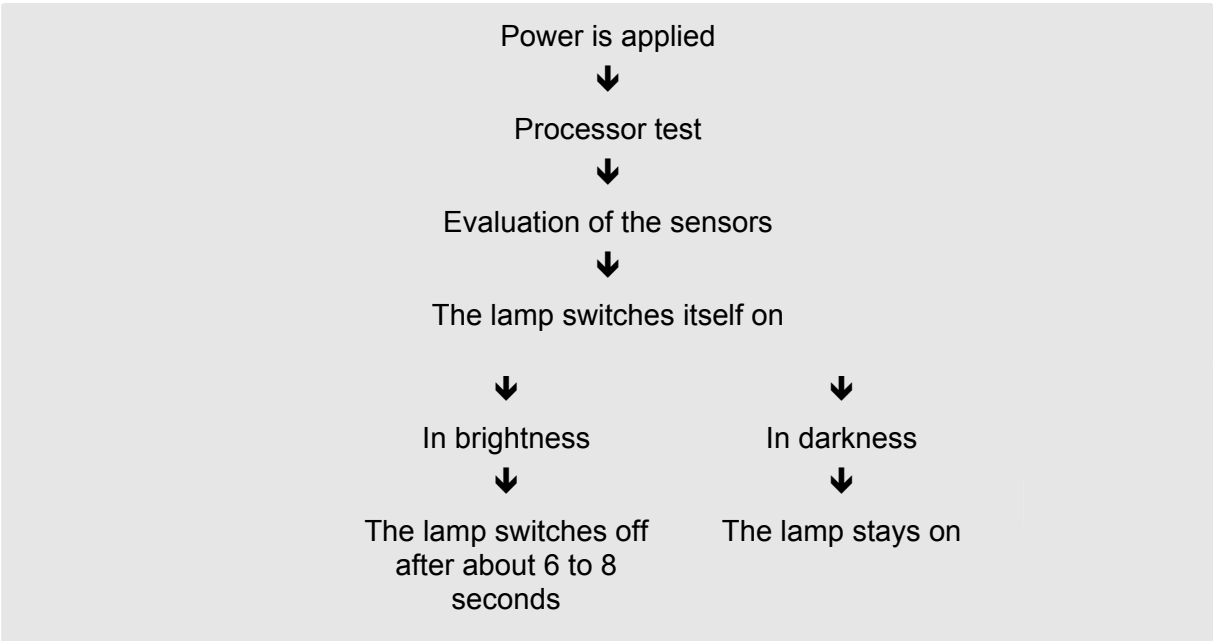 Power is applied
🡻
Processor test
🡻
Evaluation of the sensors
🡻
The lamp switches itself on
🡻 🡻
In brightness In darkness
🡻 🡻
The lamp switches off The lamp stays on
after about 6 to 8
seconds